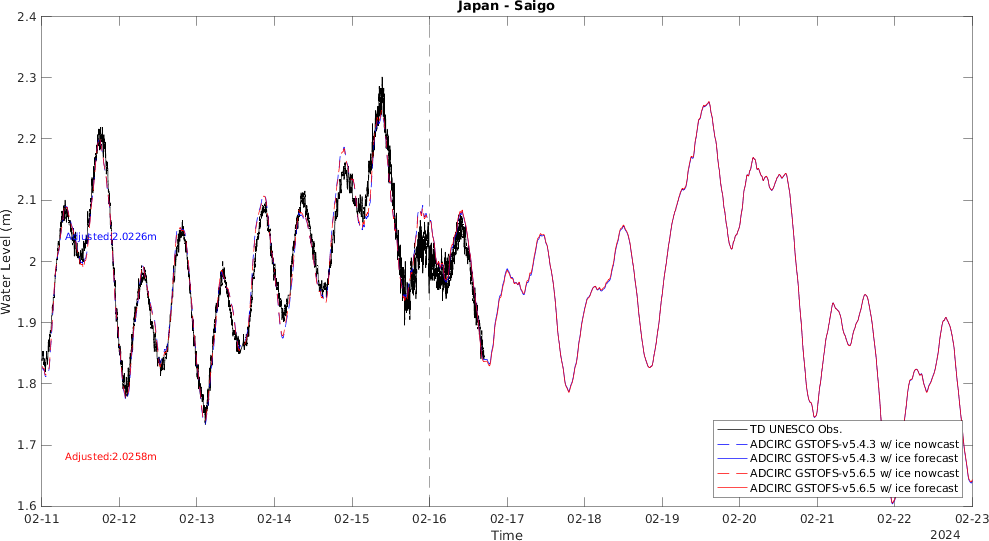 Japan - Saigo
2.4
2.3
2.2
2.1
2
1.9
1.8
1.7
1.6
Water Level (m)
Adjusted:2.0226m
Adjusted:2.0258m
TD UNESCO Obs.
ADCIRC GSTOFS-v5.4.3 w/ ice nowcast
ADCIRC GSTOFS-v5.4.3 w/ ice forecast
ADCIRC GSTOFS-v5.6.5 w/ ice nowcast
ADCIRC GSTOFS-v5.6.5 w/ ice forecast
02-11 02-12 02-13 02-14 02-15 02-16 02-17 02-18 02-19 02-20 02-21 02-22 02-23
Time
2024